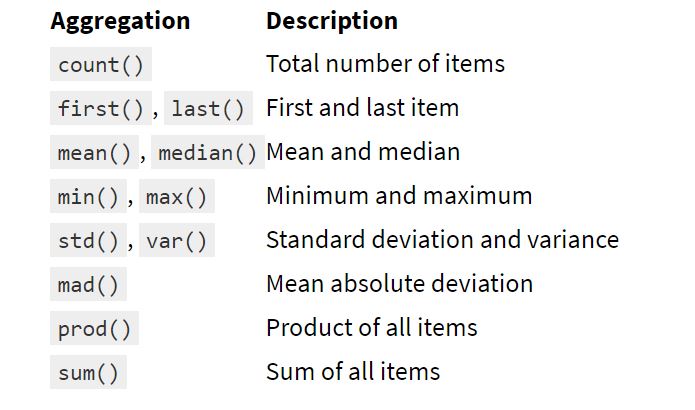 Aggregation Description
count() Total number of items
first(), last() First and last item
mean(), median() Mean and median
min(), max() Minimum and maximum
std(), var() Standard deviation and variance
mad() Mean absolute deviation
prod() Product of all items
sum() Sum of all items